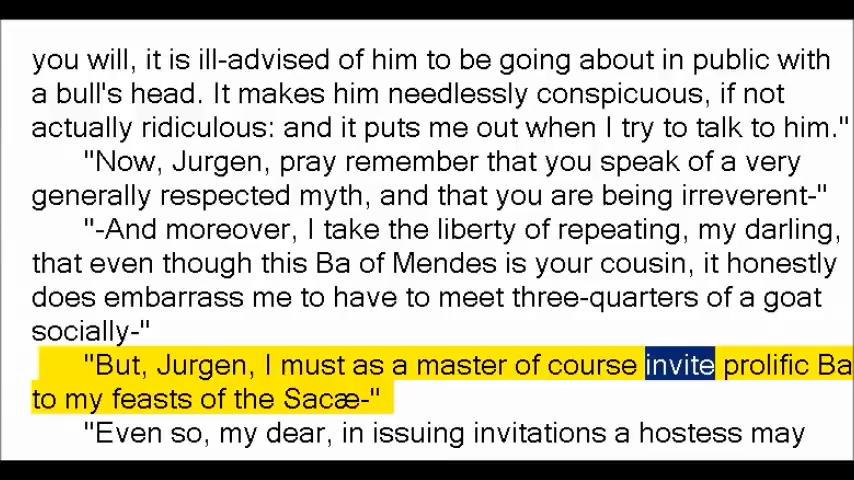 you will, it is ill-advised of him to be going about in public with
a bull's head. It makes him needlessly conspicuous, if not
actually ridiculous: and it puts me out when I try to talk to him."
"Now, Jurgen, pray remember that you speak of a very
generally respected myth, and that you are being irreverent-"
"-And moreover, I take the liberty of repeating, my darling,
that even though this Ba of Mendes is your cousin, it honestly
does embarrass me to have to meet three-quarters of a goat
socially-"
"But, Jurgen, I must as a master of course invite prolific Ba
to my feasts of the Sacæ-"
"Even so, my dear, in issuing invitations a hostess may